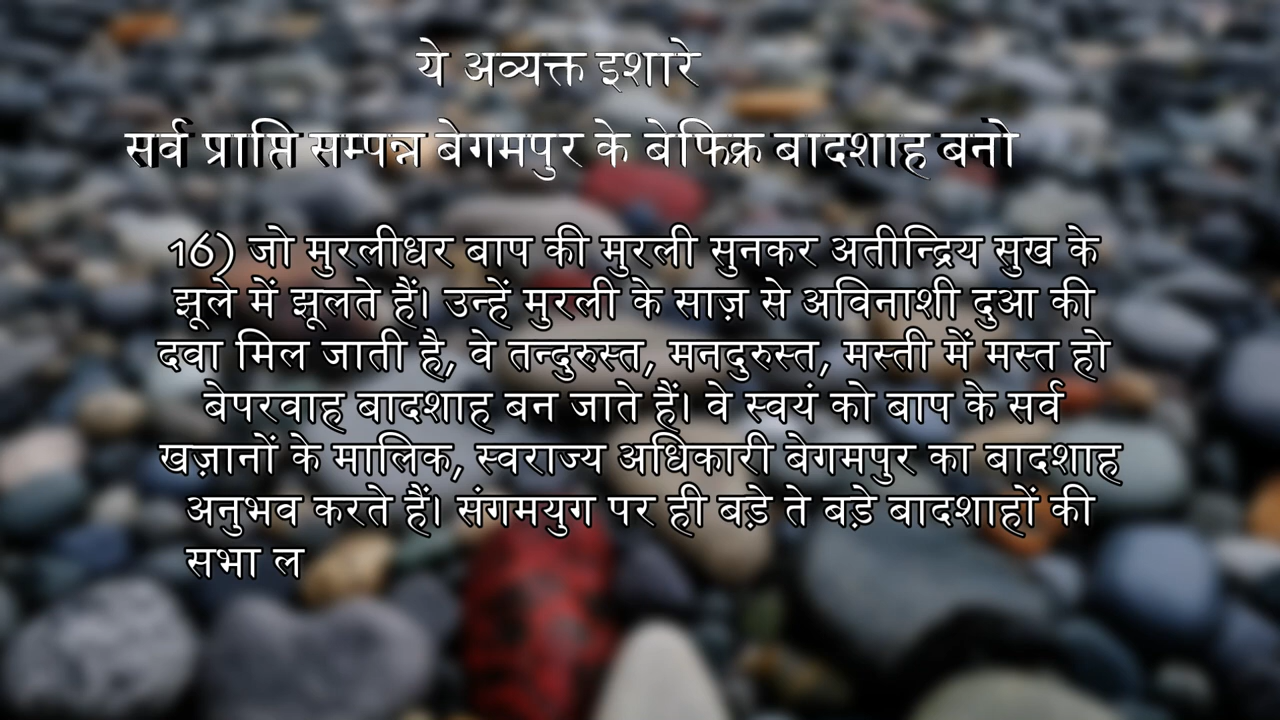 ये अव्यक्त इशारे
सर्व प्राप्ति सम्पन्न बेगमपुर के बेफिक्र बादशाह बनो
16) जो मुरलीधर बाप की मुरली सुनकर अतीन्द्रिय सुख के
झूले में झूलते हैं। उन्हें मुरली के साज़ से अविनाशी दुआ की
दवा मिल जाती है, वे तन्दुरुस्त, मनदुरुस्त, मस्ती में मस्त हो
बेपरवाह बादशाह बन जाते हैं। वे स्वयं को बाप के सर्व
खज़ानों के मालिक, स्वराज्य अधिकारी बेगमपुर का बादशाह
अनुभव करते हैं। संगमयुग पर ही बड़े ते बड़े बादशाहों की
सभा ल